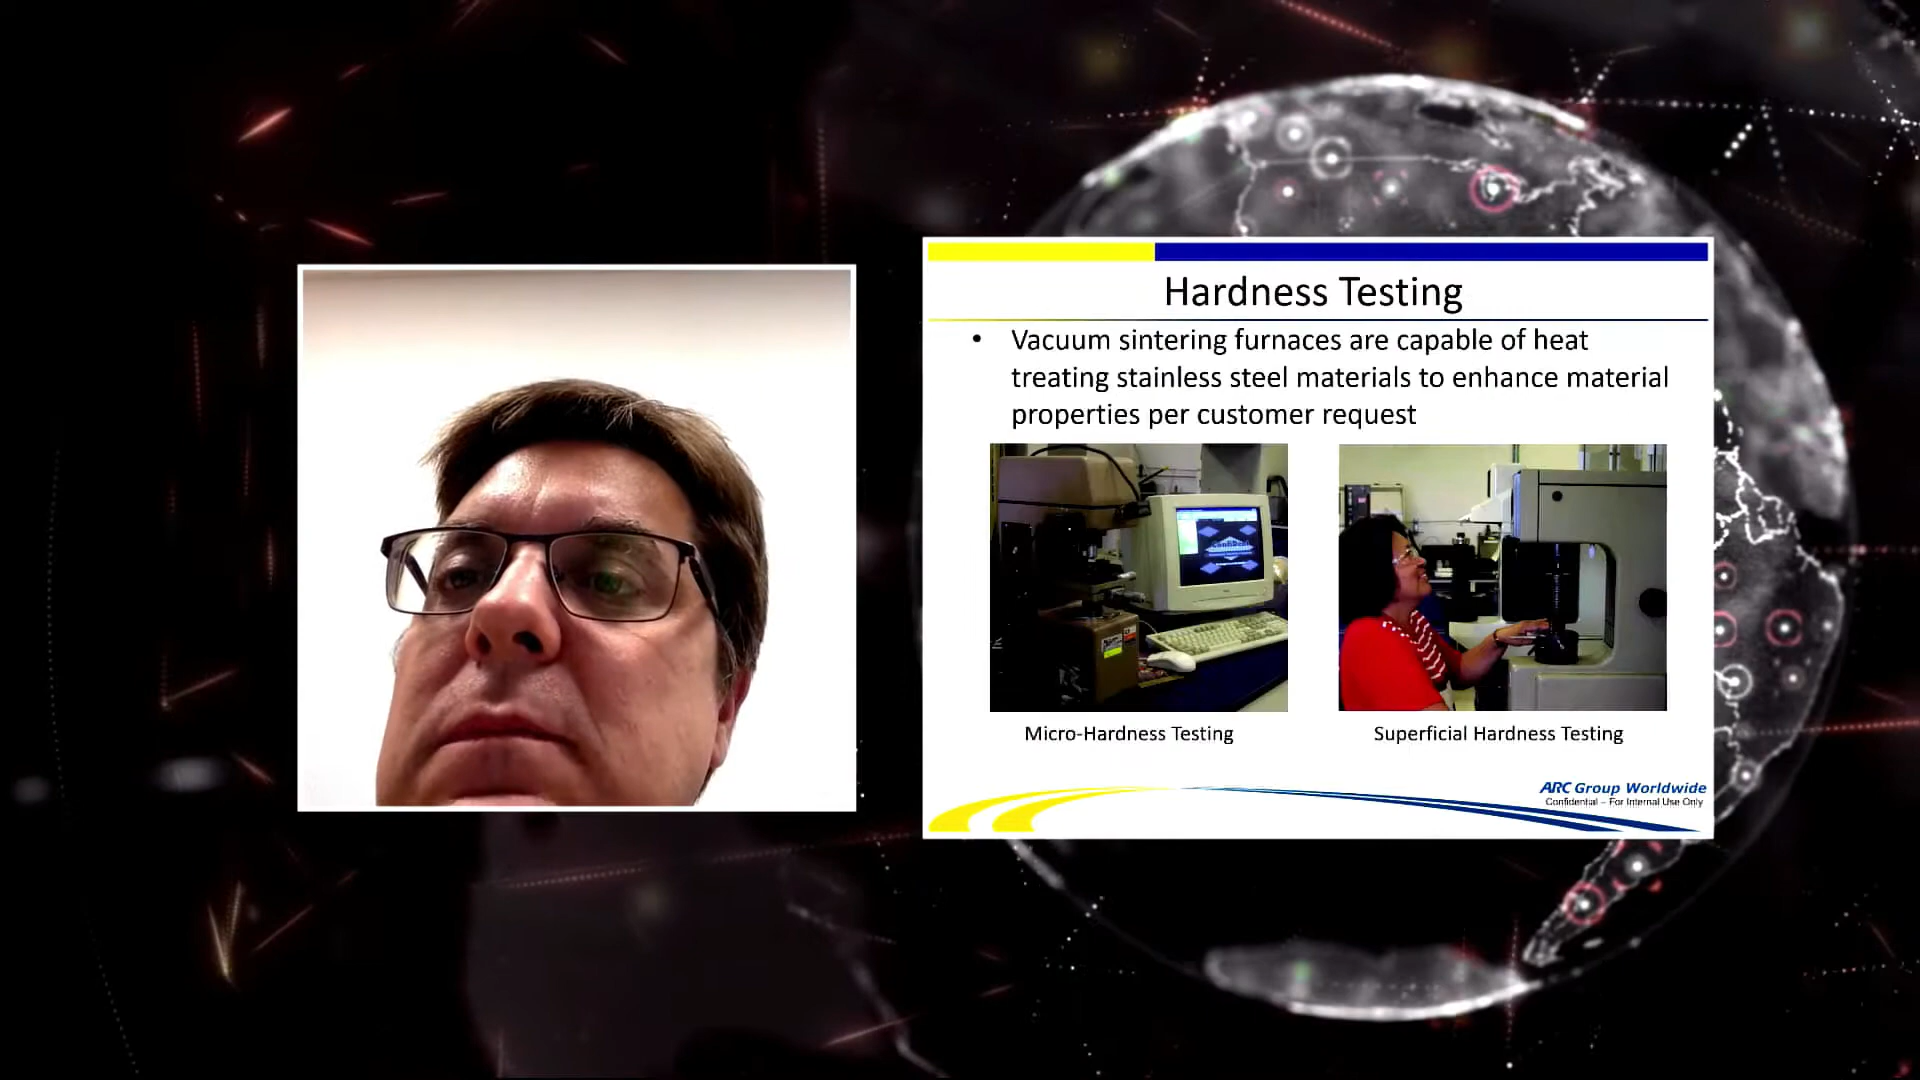 Hardness Testing
• Vacuum sintering furnaces are capable of heat
treating stainless steel materials to enhance material
properties per customer request
Micro-Hardness Testing
Superficial Hardness Testing
ARC Group Worldwide
Confidential – For Internal Use Only